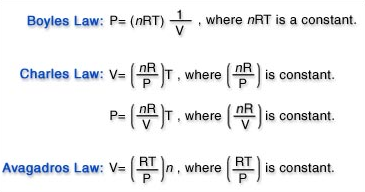 Boyles Law: P= (nRT) 1/V , where nRT is a constant.
Charles Law: V= (nR/P)T , where (nR/P) is constant.
P= (nR/V)T , where (nR/V) is constant.
Avagadros Law: V= (RT/P)n , where (RT/P) is constant.